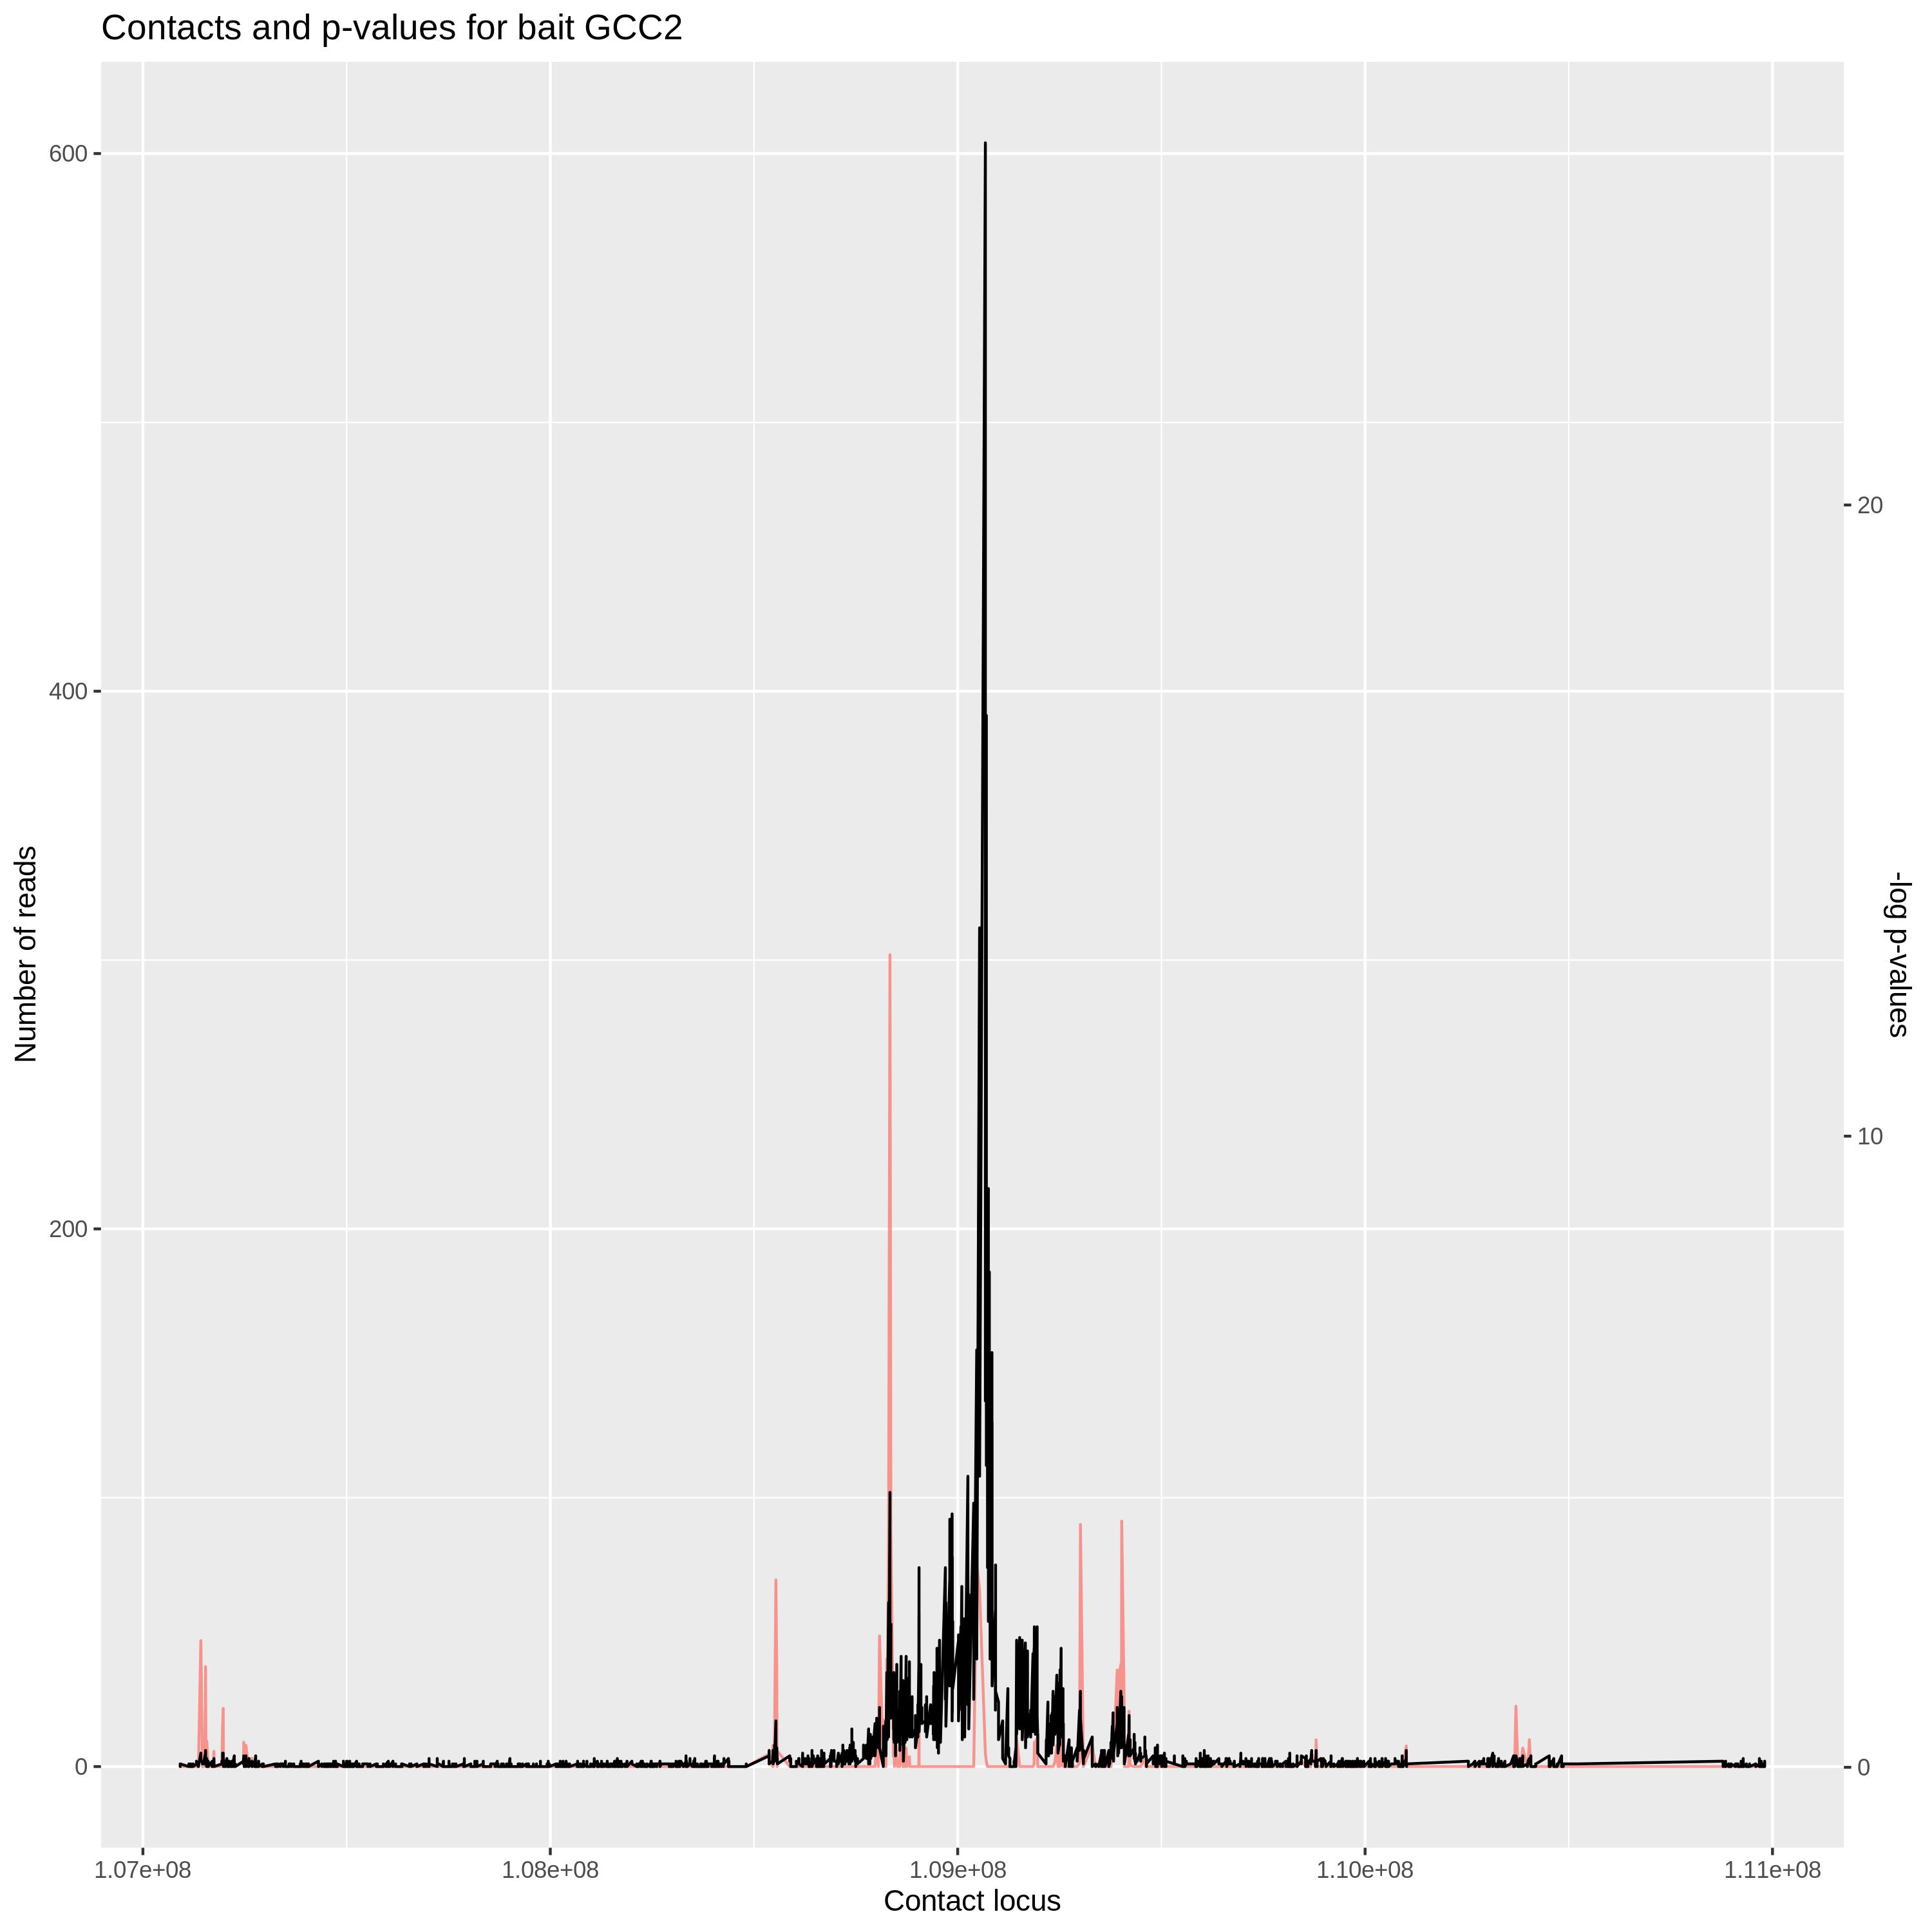 Contacts and p-values for bait GCC2
600
400
200
0
Number of reads
20
10
0
-log p-values
1.07e+08
1.08e+08
1.09e+08
1.10e+08
1.11e+08
Contact locus